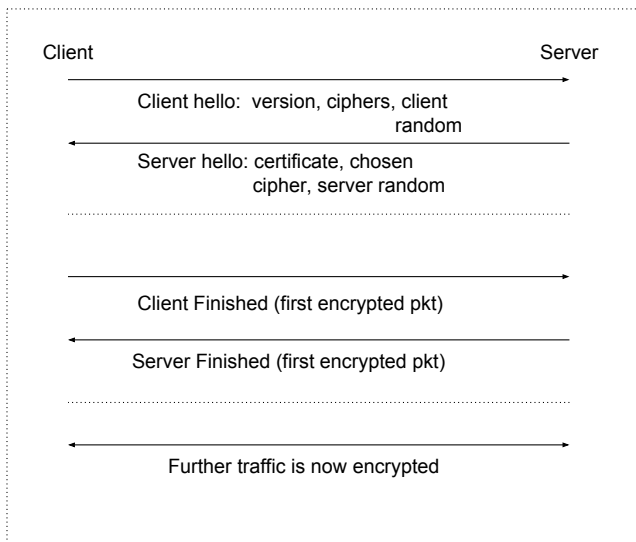 Client
Server
Client hello: version, ciphers, client
random
Server hello: certificate, chosen
cipher, server random
Client Finished (first encrypted pkt)
Server Finished (first encrypted pkt)
Further traffic is now encrypted